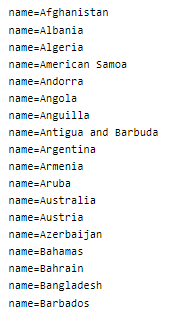 name=Afghanistan
name=Albania
name=Algeria
name=American Samoa
name=Andorra
name=Angola
name=Anguilla
name=Antigua and Barbuda
name=Argentina
name=Armenia
name=Aruba
name=Australia
name=Austria
name=Azerbaijan
name=Bahamas
name=Bahrain
name=Bangladesh
name=Barbados